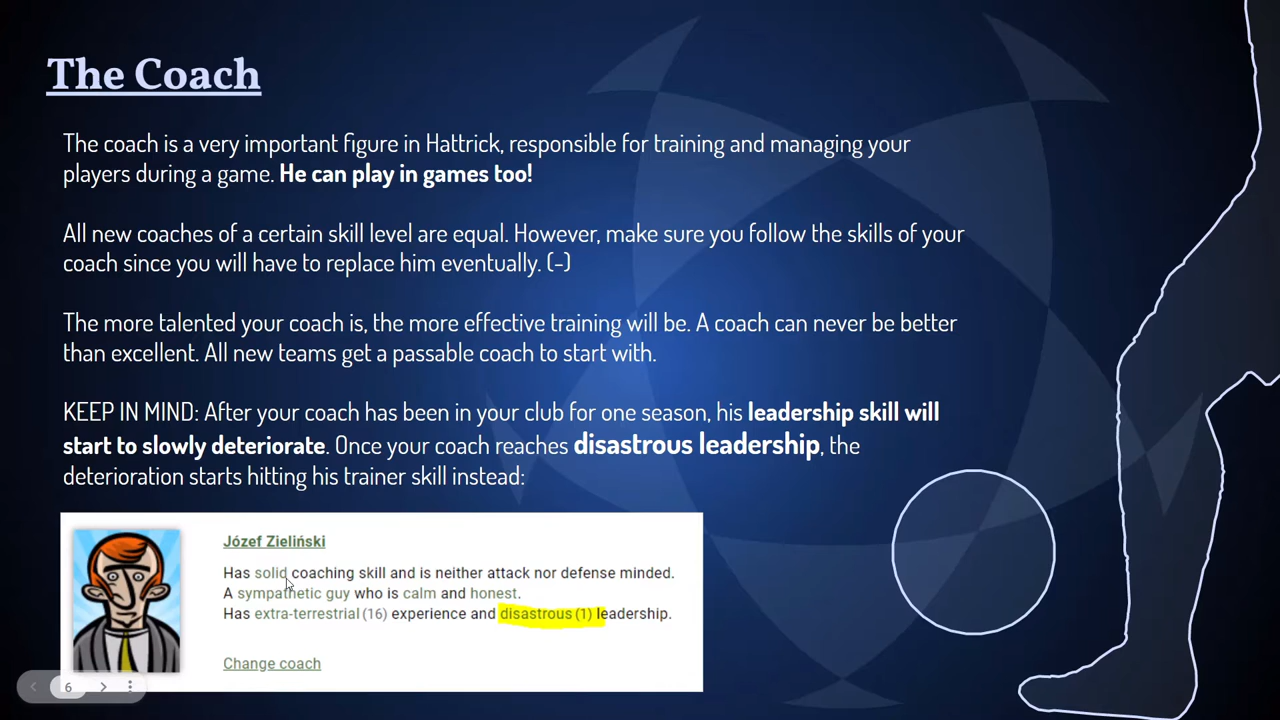 The Coach
The coach is a very important figure in Hattrick, responsible for training and managing your
players during a game. He can play in games too!
All new coaches of a certain skill level are equal. However, make sure you follow the skills of your
coach since you will have to replace him eventually. (-)
The more talented your coach is, the more effective training will be. A coach can never be better
than excellent. All new teams get a passable coach to start with.
KEEP IN MIND: After your coach has been in your club for one season, his leadership skill will
start to slowly deteriorate. Once your coach reaches disastrous leadership, the
deterioration starts hitting his trainer skill instead:
Józef Zieliński
Has solid coaching skill and is neither attack nor defense minded.
A sympathetic guy who is calm and honest.
Has extra-terrestrial (16) experience and disastrous (1) leadership.
Change coach
6